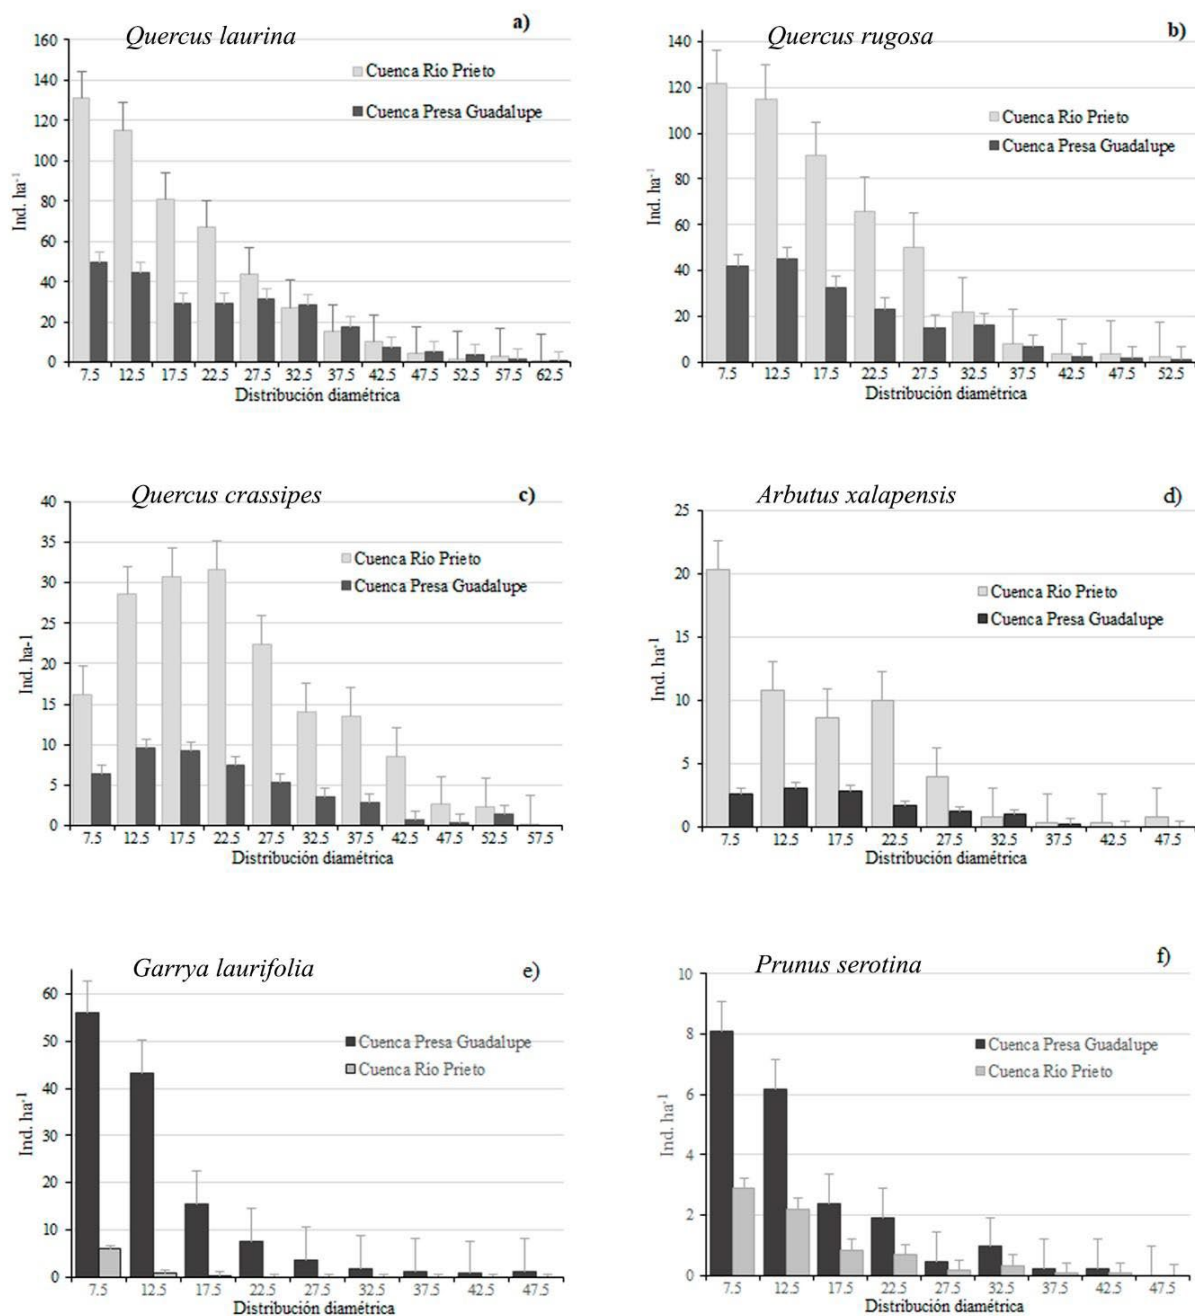 Quercus laurina
a)
160
140
120
100
80
60
40
20
0
Ind. ha-1
Cuenca Río Prieto
Cuenca Presa Guadalupe
7.5 12.5 17.5 22.5 27.5 32.5 37.5 42.5 47.5 52.5 57.5 62.5
Distribución diamétrica
Quercus rugosa
b)
140
120
100
80
60
40
20
0
Ind. ha-1
Cuenca Río Prieto
Cuenca Presa Guadalupe
7.5 12.5 17.5 22.5 27.5 32.5 37.5 42.5 47.5 52.5
Distribución diamétrica
Quercus crassipes
c)
40
35
30
25
20
15
10
5
0
Ind. ha-1
Cuenca Río Prieto
Cuenca Presa Guadalupe
7.5 12.5 17.5 22.5 27.5 32.5 37.5 42.5 47.5 52.5 57.5
Distribución diamétrica
Arbutus xalapensis
d)
25
20
15
10
5
0
Ind. ha-1
Cuenca Río Prieto
Cuenca Presa Guadalupe
7.5 12.5 17.5 22.5 27.5 32.5 37.5 42.5 47.5
Distribución diamétrica
Garrya laurifolia
e)
60
50
40
30
20
10
0
Ind. ha-1
Cuenca Presa Guadalupe
Cuenca Río Prieto
7.5 12.5 17.5 22.5 27.5 32.5 37.5 42.5 47.5
Distribución diamétrica
Prunus serotina
f)
10
8
6
4
2
0
Ind. ha-1
Cuenca Presa Guadalupe
Cuenca Río Prieto
7.5 12.5 17.5 22.5 27.5 32.5 37.5 42.5 47.5
Distribución diamétrica